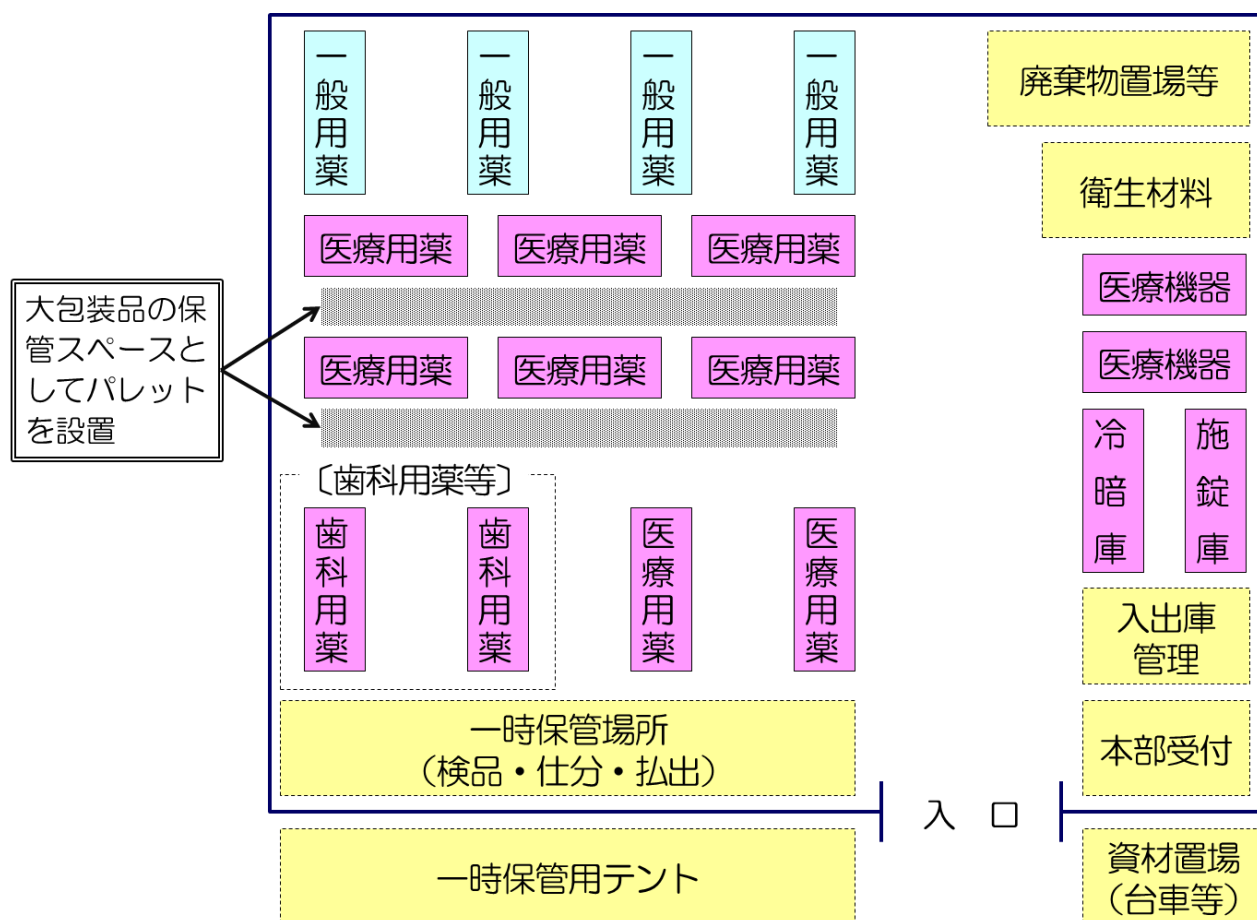 一般用薬
一般用薬
一般用薬
一般用薬
廃棄物置場等
衛生材料
医療用薬
医療用薬
医療用薬
医療機器
大包装品の保
管スペースと
してパレット
を設置
医療用薬
医療用薬
医療用薬
医療機器
冷暗庫
施錠庫
〔歯科用薬等〕
歯科用薬
歯科用薬
医療用薬
医療用薬
入出庫
管理
一時保管場所
（検品・仕分・払出）
本部受付
入 口
一時保管用テント
資材置場
（台車等）